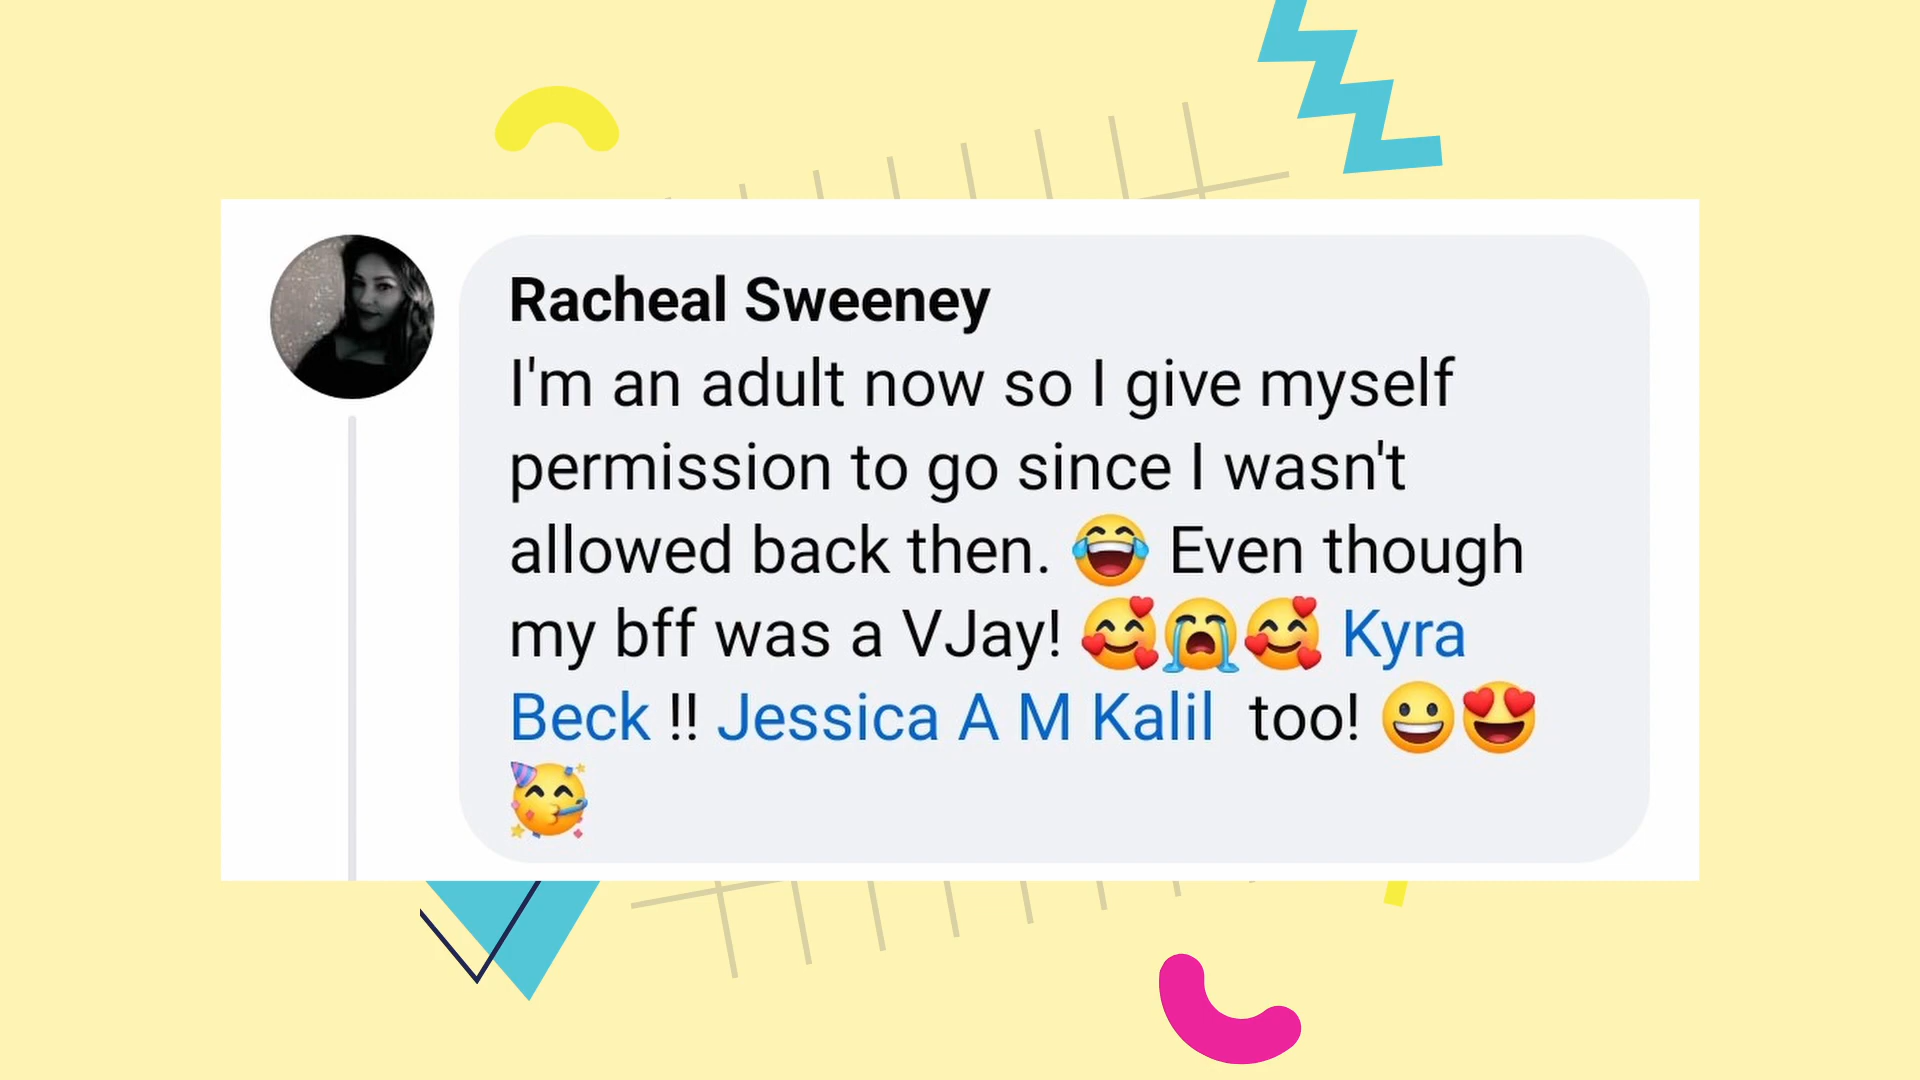 Racheal Sweeney
I'm an adult now so I give myself
permission to go since I wasn't
allowed back then. 😂 Even though
my bff was a VJay! 🥰😭🥰 Kyra
Beck !! Jessica A M Kalil too! 😀😍
🥳